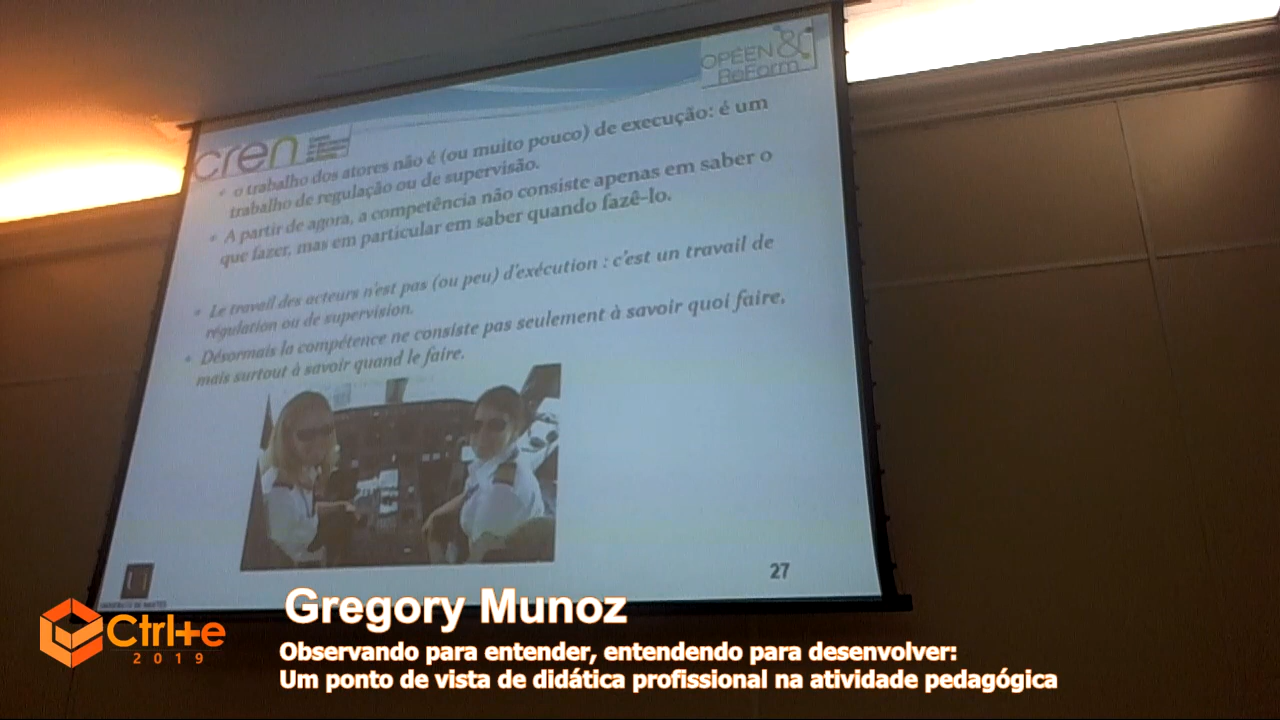 OPÉEN &
ReForm
cren
• o trabalho dos atores não é (ou muito pouco) de execução: é um
trabalho de regulação ou de supervisão.
• A partir de agora, a competência não consiste apenas em saber o
que fazer, mas em particular em saber quando fazê-lo.
• Le travail des acteurs n'est pas (ou peu) d'exécution : c'est un travail de
régulation ou de supervision.
• Désormais la compétence ne consiste pas seulement à savoir quoi faire,
mais surtout à savoir quand le faire.
27
UNIVERSITÉ DE NANTES
Gregory Munoz
Ctrl+e
2019
Observando para entender, entendendo para desenvolver:
Um ponto de vista de didática profissional na atividade pedagógica